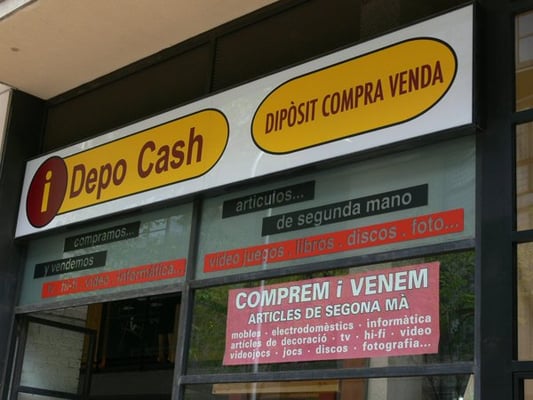 i Depo Cash
DIPÒSIT COMPRA VENDA
compramos...
y vendemos
tv. hi-fi. video. informática...
artículos...
de segunda mano
video juegos. libros. discos. foto...
COMPREM i VENEM
ARTICLES DE SEGONA MÀ
mobles · electrodomèstics · informàtica
articles de decoració · tv · hi-fi · video
videojocs · jocs · discos · fotografia...